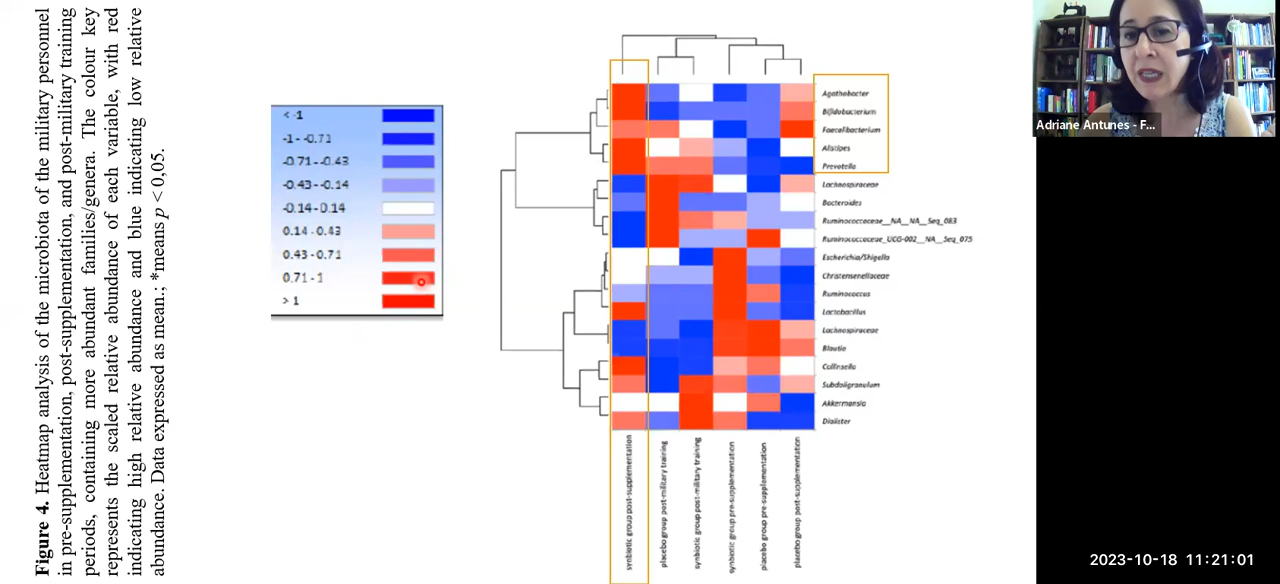 Figure 4. Heatmap analysis of the microbiota of the military personnel
in pre-supplementation, post-supplementation, and post-military training
periods, containing more abundant families/genera. The colour key
represents the scaled relative abundance of each variable, with red
indicating high relative abundance and blue indicating low relative
abundance. Data expressed as mean.; *means p <0,05.
< -1
-1 - -0.71
-0.71 - -0.43
-0.43 - -0.14
-0.14 - 0.14
0.14 - 0.43
0.43 - 0.71
0.71 - 1
> 1
Agathobacter
Bifidobacterium
Faecalibacterium
Alistipes
Prevotella
Lachnospiraceae
Bacteroides
Ruminococcaceae__NA__NA__Seq_083
Ruminococcaceae_UCG-002__NA__Seq_075
Escherichia/Shigella
Christensenellaceae
Ruminococcus
Lactobacillus
Lachnospiraceae
Blautia
Collinsella
Subdoligranulum
Akkermansia
Dialister
synbiotic group post-supplementation
placebo group post-military training
synbiotic group post-military training
synbiotic group pre-supplementation
placebo group pre-supplementation
placebo group post-supplementation
Adriane Antunes - F...
2023-10-18 11:21:01